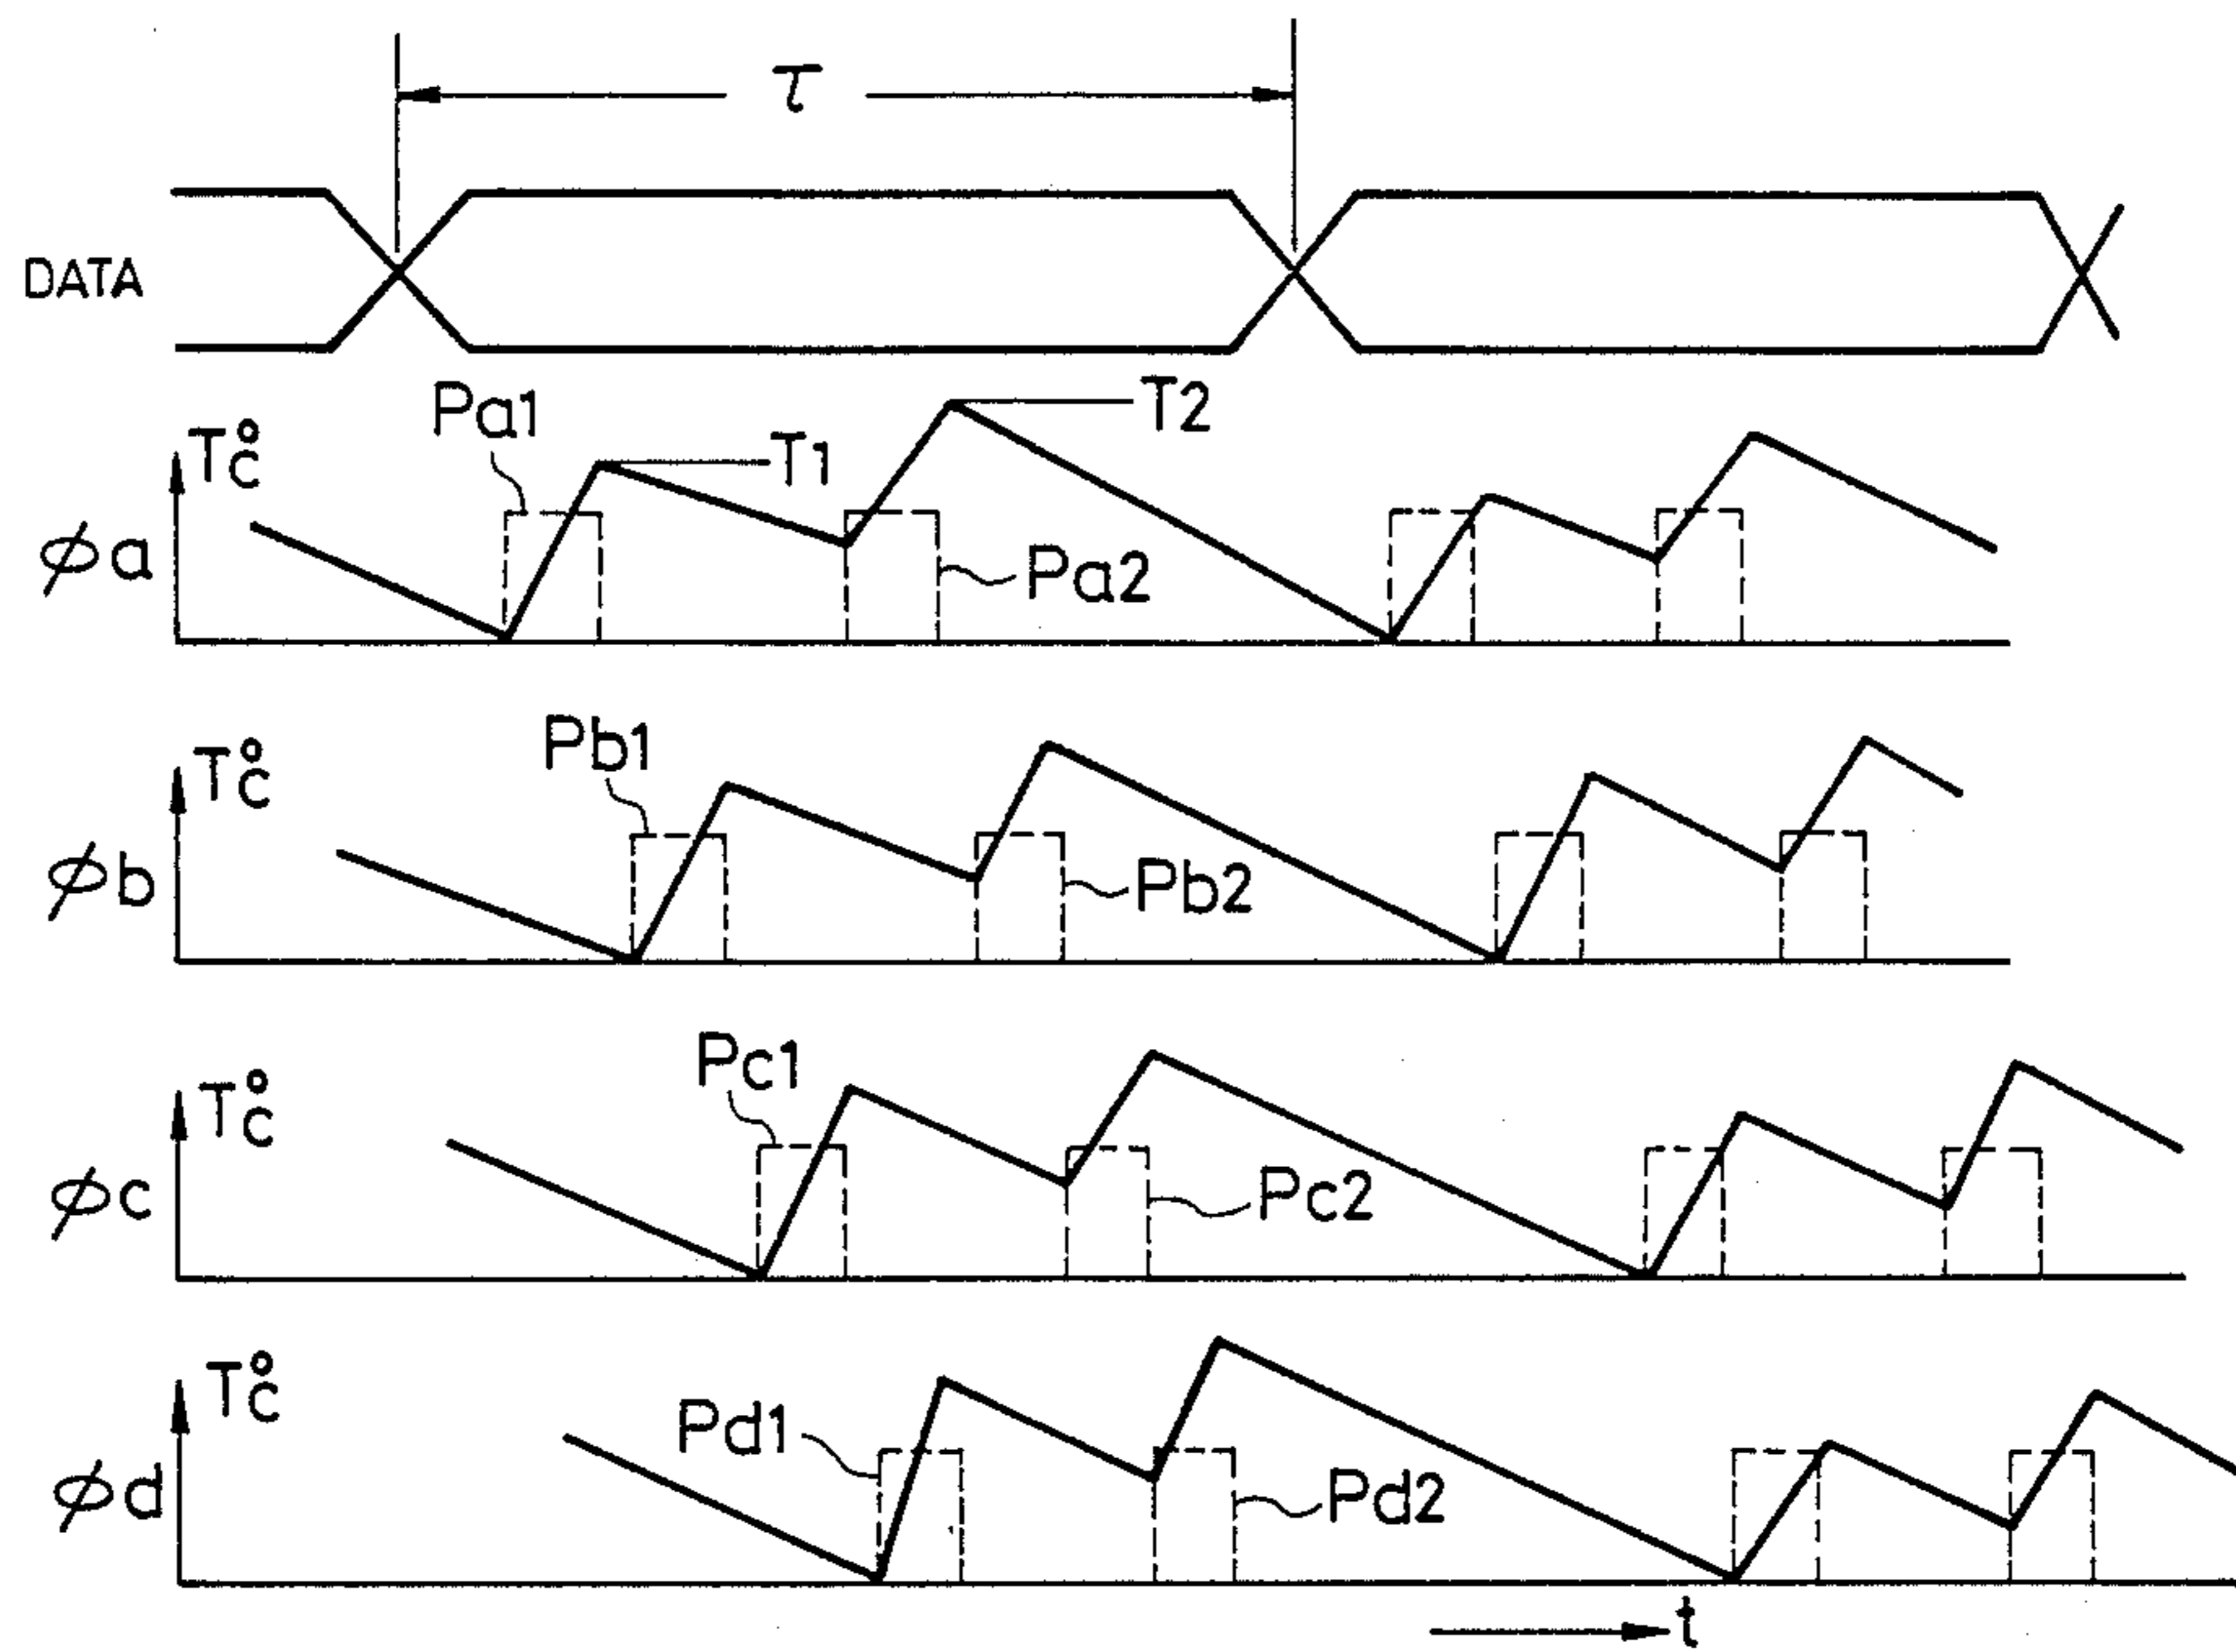 τ
DATA
Pa1
T2
T°C
T1
φa
Pa2
Pb1
T°C
φb
Pb2
Pc1
T°C
φc
Pc2
T°C
Pd1
φd
Pd2
t